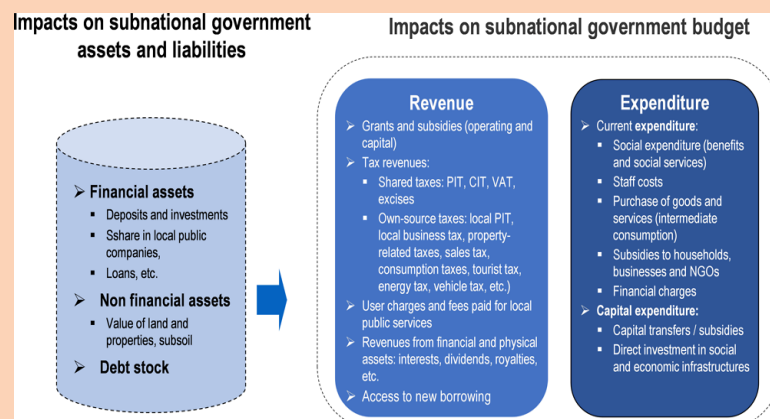 Impacts on subnational government
assets and liabilities
➢ Financial assets
▪ Deposits and investments
▪ Sshare in local public
companies,
▪ Loans, etc.
➢ Non financial assets
▪ Value of land and
properties, subsoil
➢ Debt stock
Impacts on subnational government budget
Revenue
➢ Grants and subsidies (operating and
capital)
➢ Tax revenues:
▪ Shared taxes: PIT, CIT, VAT,
excises
▪ Own-source taxes: local PIT,
local business tax, property-
related taxes, sales tax,
consumption taxes, tourist tax,
energy tax, vehicle tax, etc.)
➢ User charges and fees paid for local
public services
➢ Revenues from financial and physical
assets: interests, dividends, royalties,
etc.
➢ Access to new borrowing
Expenditure
➢ Current expenditure:
▪ Social expenditure (benefits
and social services)
▪ Staff costs
▪ Purchase of goods and
services (intermediate
consumption)
▪ Subsidies to households,
businesses and NGOs
▪ Financial charges
➢ Capital expenditure:
▪ Capital transfers / subsidies
▪ Direct investment in social
and economic infrastructures